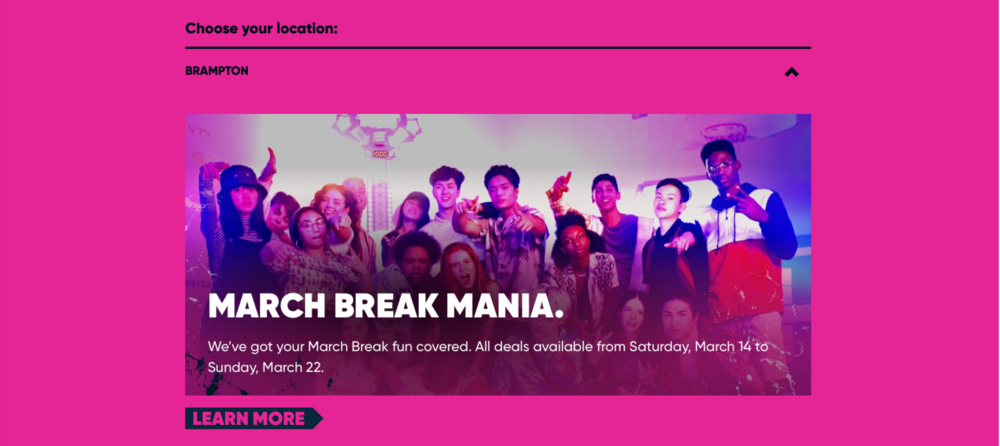 Choose your location:
BRAMPTON
1000
MARCH BREAK MANIA.
We've got your March Break fun covered. All deals available from Saturday, March 14 to
Sunday, March 22.
LEARN MORE